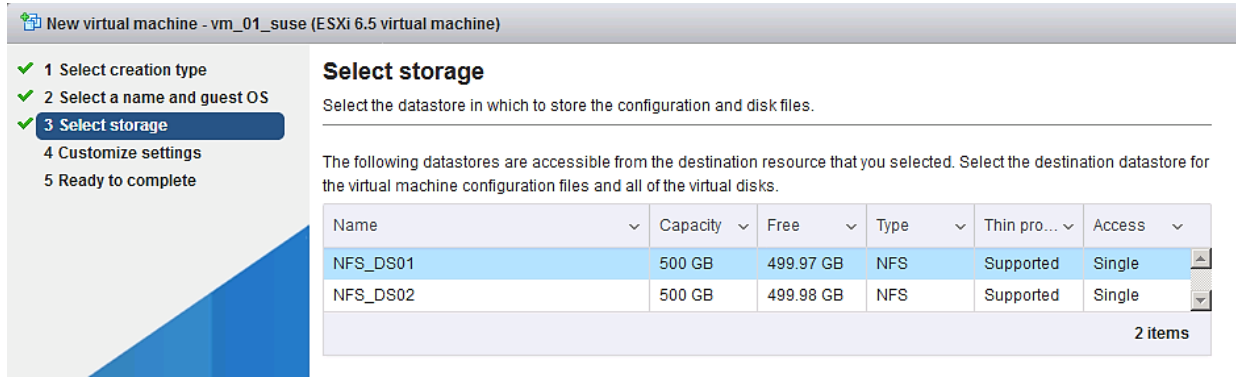 New virtual machine - vm_01_suse (ESXi 6.5 virtual machine)
1 Select creation type
2 Select a name and guest OS
3 Select storage
4 Customize settings
5 Ready to complete
Select storage
Select the datastore in which to store the configuration and disk files.
The following datastores are accessible from the destination resource that you selected. Select the destination datastore for
the virtual machine configuration files and all of the virtual disks.
Name Capacity Free Type Thin pro... Access
NFS_DS01 500 GB 499.97 GB NFS Supported Single
NFS_DS02 500 GB 499.98 GB NFS Supported Single
2 items